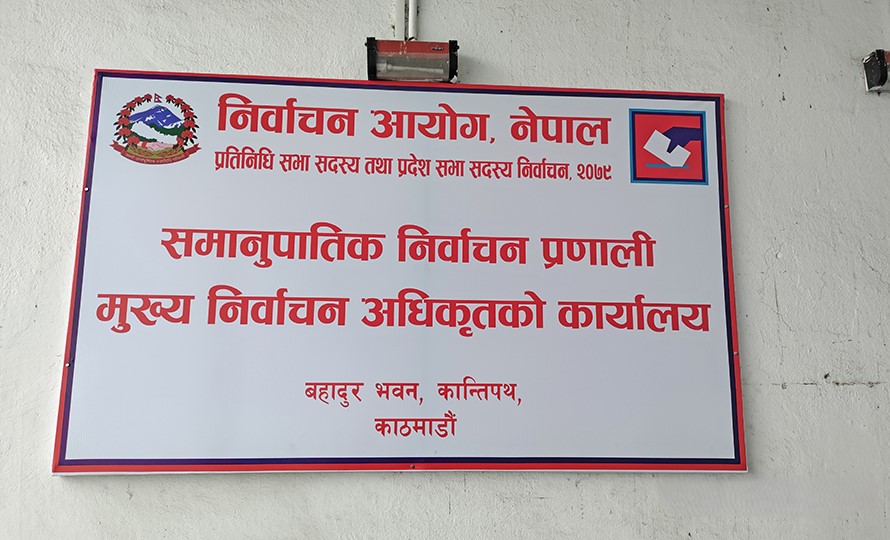 निर्वाचन आयोग, नेपाल
प्रतिनिधि सभा सदस्य तथा प्रदेश सभा सदस्य निर्वाचन, २०७९
समानुपातिक निर्वाचन प्रणाली
मुख्य निर्वाचन अधिकृतको कार्यालय
बहादुर भवन, कान्तिपथ,
काठमाडौं